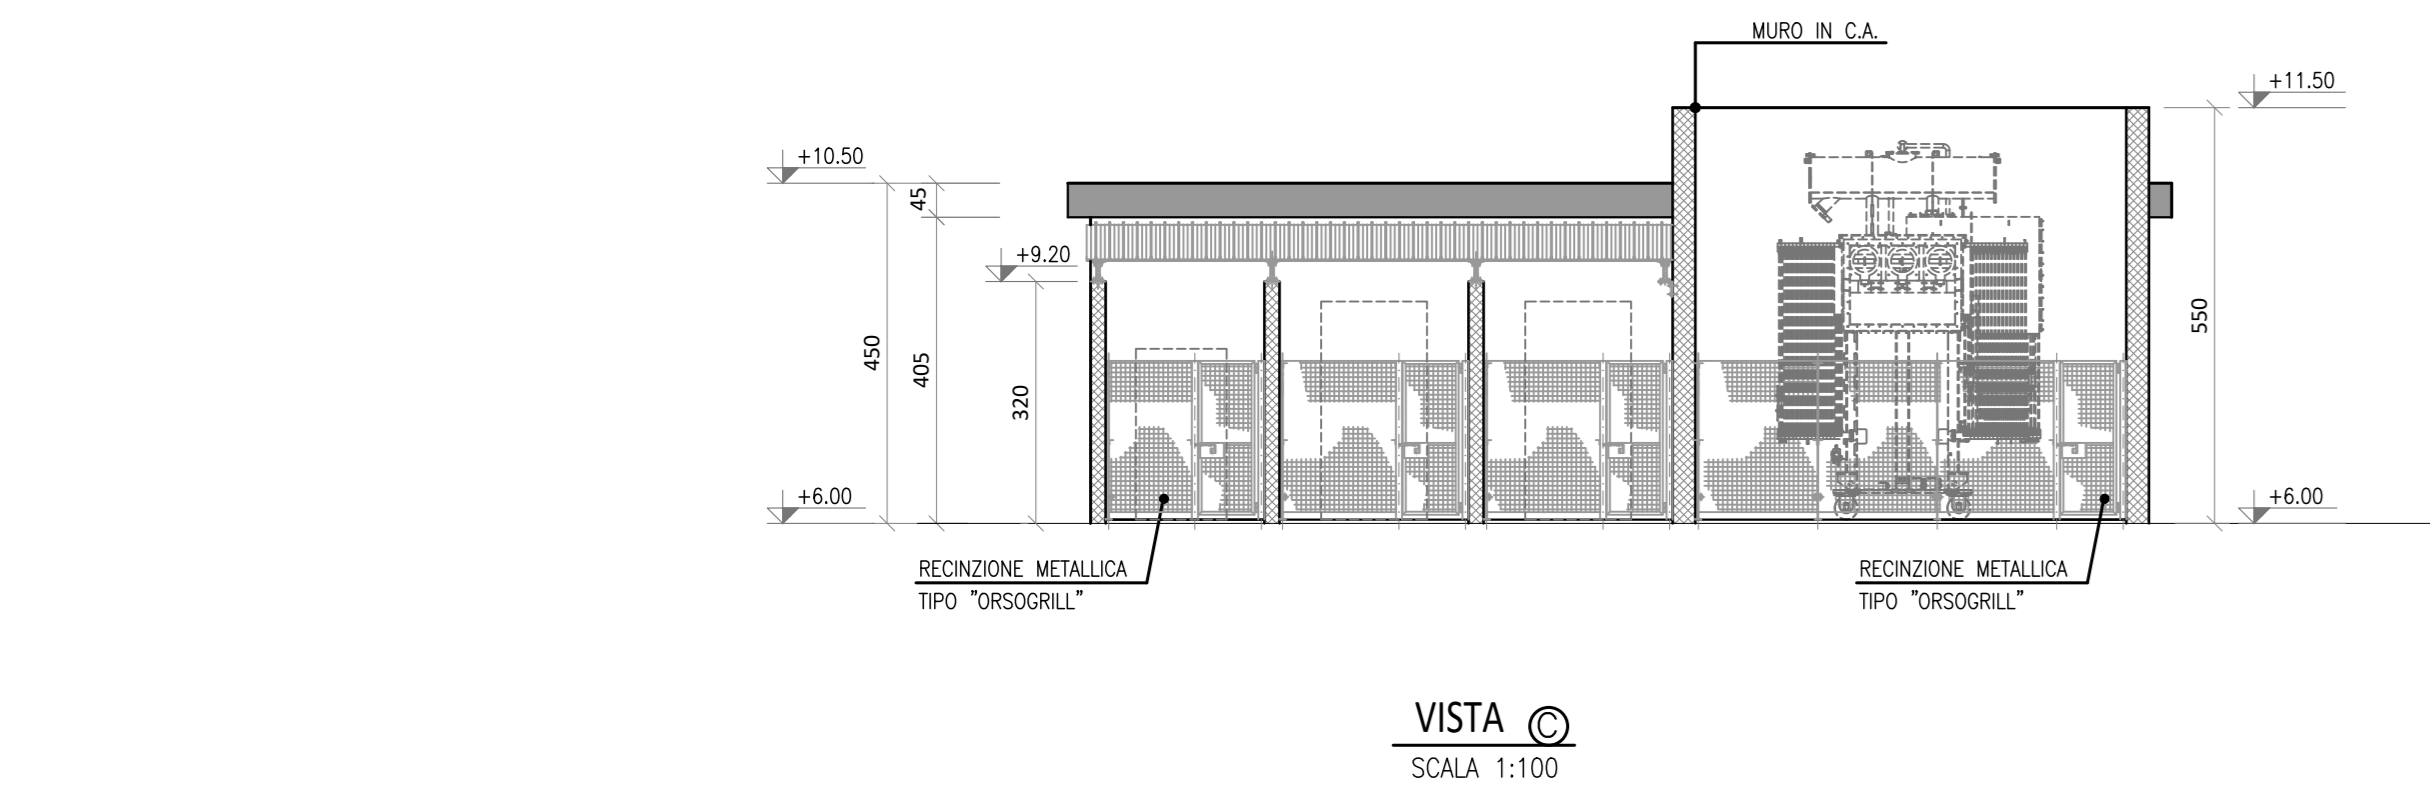 MURO IN C.A.
+11.50
+10.50
45
+9.20
450
405
320
550
+6.00
+6.00
RECINZIONE METALLICA
TIPO "ORSOGRILL"
RECINZIONE METALLICA
TIPO "ORSOGRILL"
VISTA C
SCALA 1:100